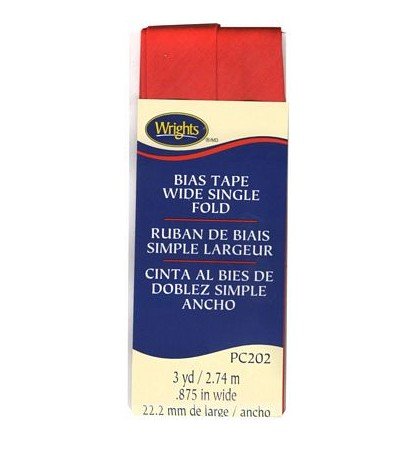 Wrights
®/MD
BIAS TAPE
WIDE SINGLE
FOLD
RUBAN DE BIAIS
SIMPLE LARGEUR
CINTA AL BIES DE
DOBLEZ SIMPLE
ANCHO
PC202
3 yd / 2.74 m
.875 in wide
22.2 mm de large / ancho